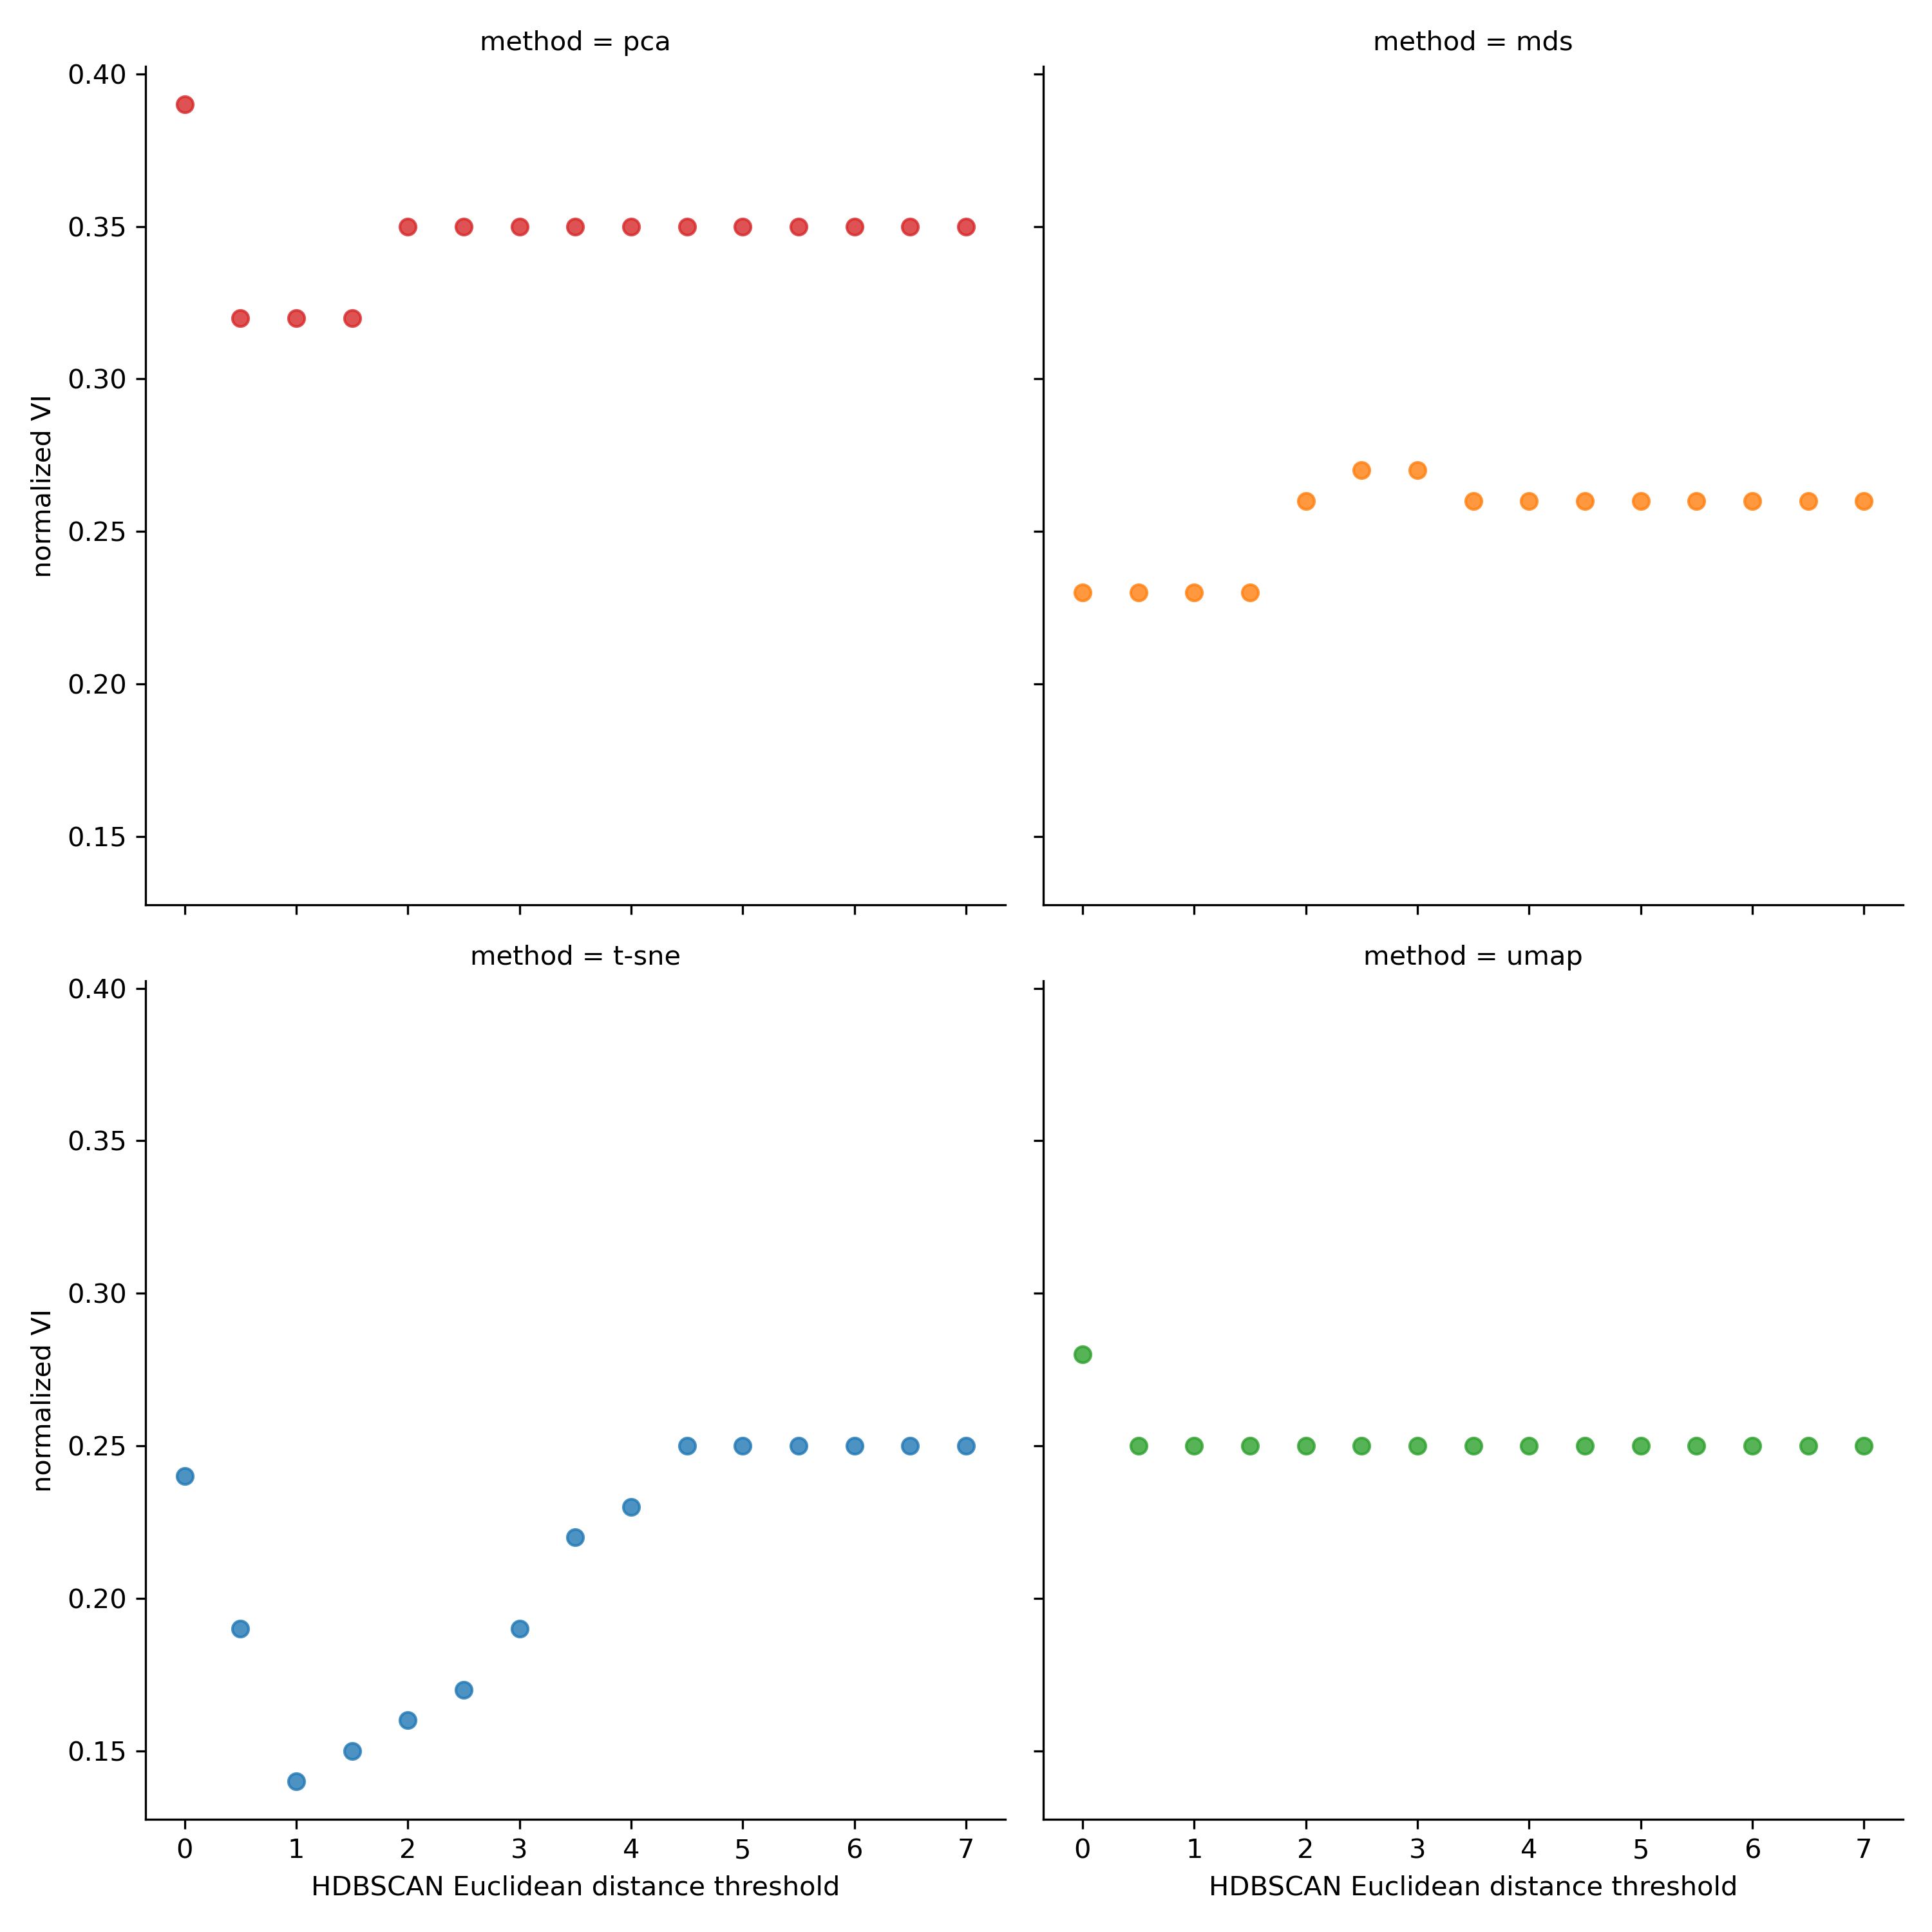 method = pca
method = mds
0.40
0.35
0.30
0.25
0.20
0.15
normalized VI
method = t-sne
method = umap
0.40
0.35
0.30
0.25
0.20
0.15
normalized VI
0 1 2 3 4 5 6 7
0 1 2 3 4 5 6 7
HDBSCAN Euclidean distance threshold
HDBSCAN Euclidean distance threshold